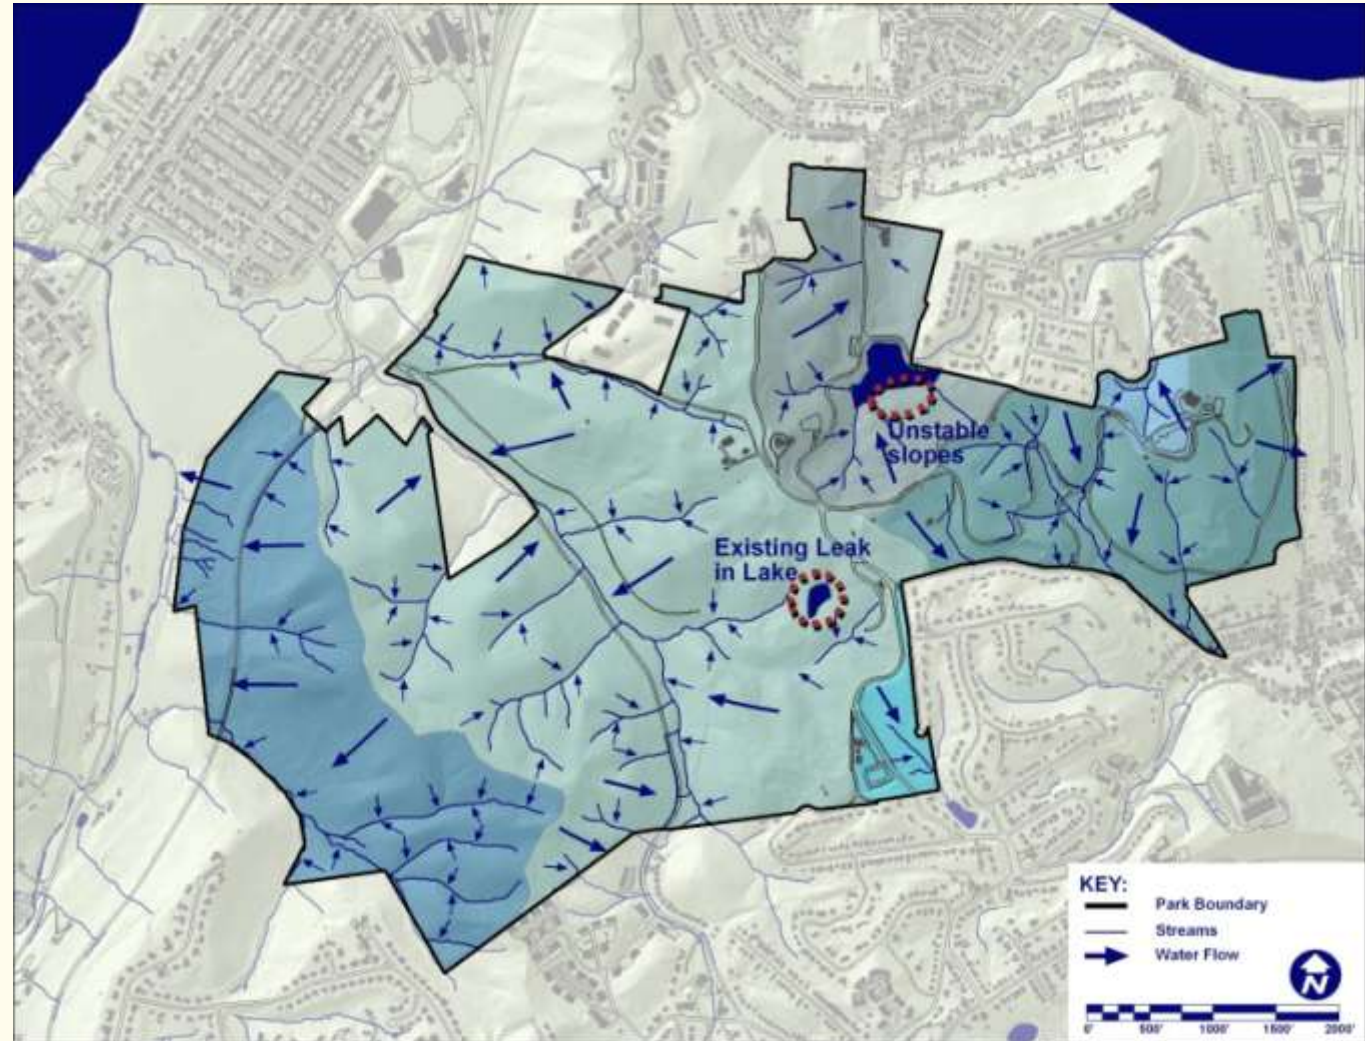 Unstable
slopes
Existing Leak
in Lake
KEY:
Park Boundary
Streams
Water Flow
N
0' 500' 1000' 1500' 2000'